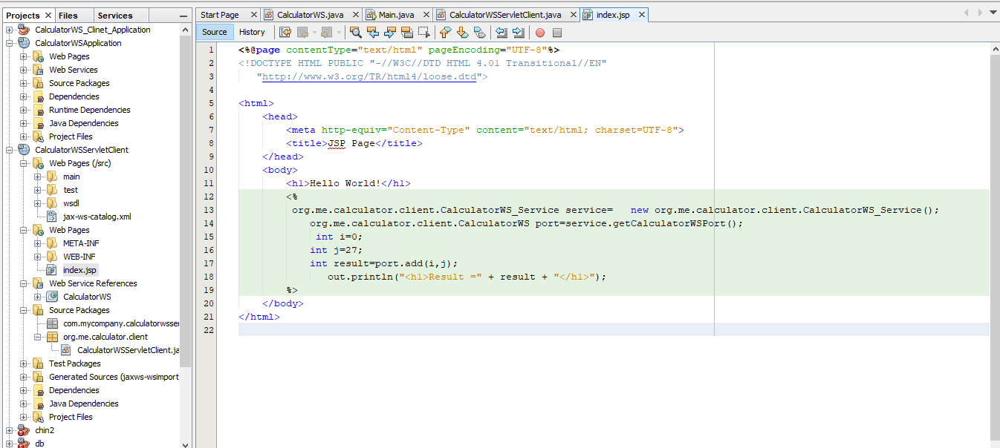 Projects Files Services
CalculatorWS_Clinet_Application
CalculatorWSApplication
Web Pages
Web Services
Source Packages
Dependencies
Runtime Dependencies
Java Dependencies
Project Files
CalculatorWSServletClient
Web Pages (/src)
main
test
wsdl
jax-ws-catalog.xml
Web Pages
META-INF
WEB-INF
index.jsp
Web Service References
CalculatorWS
Source Packages
com.mycompany.calculatorwsser
org.me.calculator.client
CalculatorWSServletClient.ja
Test Packages
Generated Sources (jaxws-wsimport
Dependencies
Java Dependencies
Project Files
chin2
db
Start Page CalculatorWS.java Main.java CalculatorWSServletClient.java index.jsp
Source History
1 <%@page contentType="text/html" pageEncoding="UTF-8"%>
2 <!DOCTYPE HTML PUBLIC "-//W3C//DTD HTML 4.01 Transitional//EN"
3 "http://www.w3.org/TR/html4/loose.dtd">
4
5 <html>
6 <head>
7 <meta http-equiv="Content-Type" content="text/html; charset=UTF-8">
8 <title>JSP Page</title>
9 </head>
10 <body>
11 <h1>Hello World!</h1>
12 <%
13 org.me.calculator.client.CalculatorWS_Service service= new org.me.calculator.client.CalculatorWS_Service();
14 org.me.calculator.client.CalculatorWS port=service.getCalculatorWSPort();
15 int i=0;
16 int j=27;
17 int result=port.add(i,j);
18 out.println("<h1>Result =" + result + "</h1>");
19 %>
20 </body>
21 </html>
22